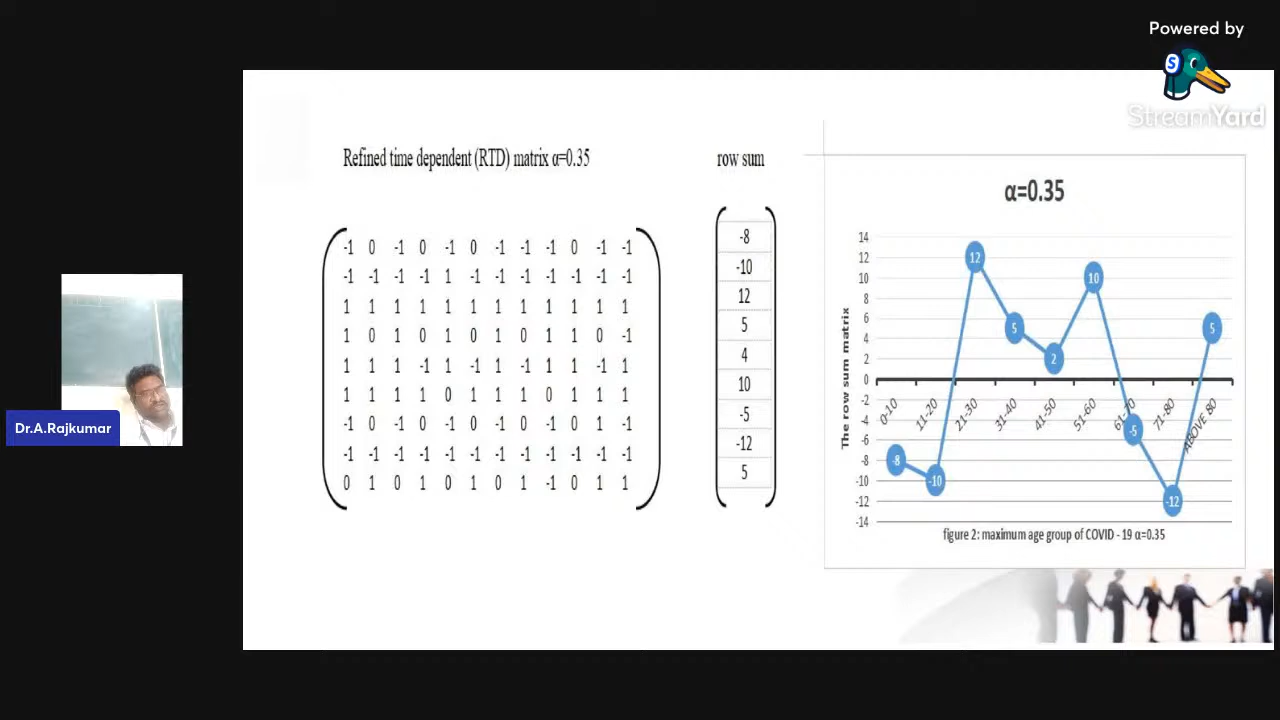 Powered by
S
StreamYard
Refined time dependent (RTD) matrix α=0.35
row sum
-1 0 -1 0 -1 0 -1 -1 -1 0 -1 -1
-1 -1 -1 -1 1 -1 -1 -1 -1 -1 -1 -1
1 1 1 1 1 1 1 1 1 1 1 1
1 0 1 0 1 0 1 0 1 1 0 -1
1 1 1 -1 1 -1 1 -1 1 1 -1 1
1 1 1 1 0 1 1 1 0 1 1 1
-1 0 -1 0 -1 0 -1 0 -1 0 1 -1
-1 -1 -1 -1 -1 -1 -1 -1 -1 -1 -1 -1
0 1 0 1 0 1 0 1 -1 0 1 1
-8
-10
12
5
4
10
-5
-12
5
α=0.35
The row sum matrix
14
12
10
8
6
4
2
0
-2
-4
-6
-8
-10
-12
-14
-8
-10
12
5
2
10
-5
-12
5
0-10
11-20
21-30
31-40
41-50
51-60
61-70
71-80
ABOVE 80
figure 2: maximum age group of COVID - 19 α=0.35
Dr.A.Rajkumar